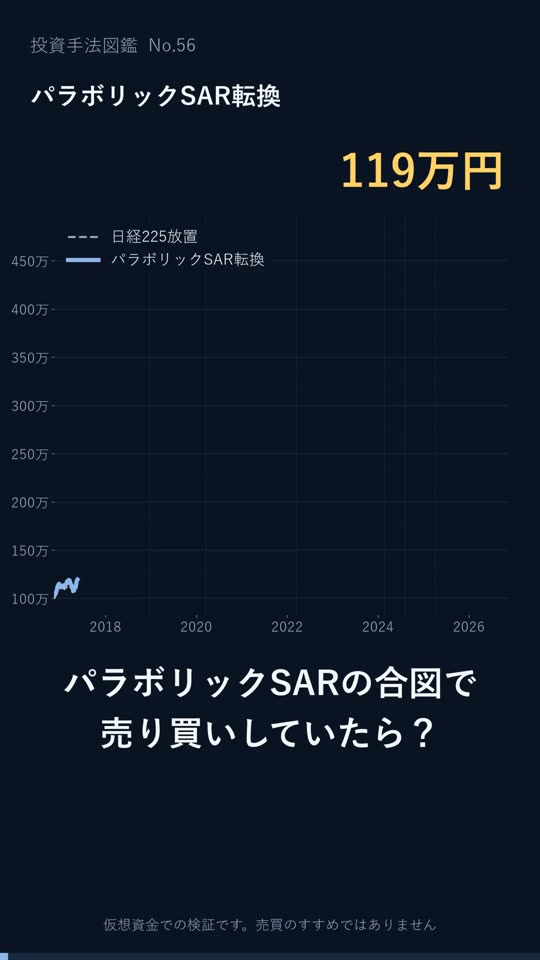 投資手法図鑑 No.56
パラボリックSAR転換
119万円
日経225放置
パラボリックSAR転換
450万
400万
350万
300万
250万
200万
150万
100万
2018 2020 2022 2024 2026
パラボリックSARの合図で
売り買いしていたら？
仮想資金での検証です。売買のすすめではありません